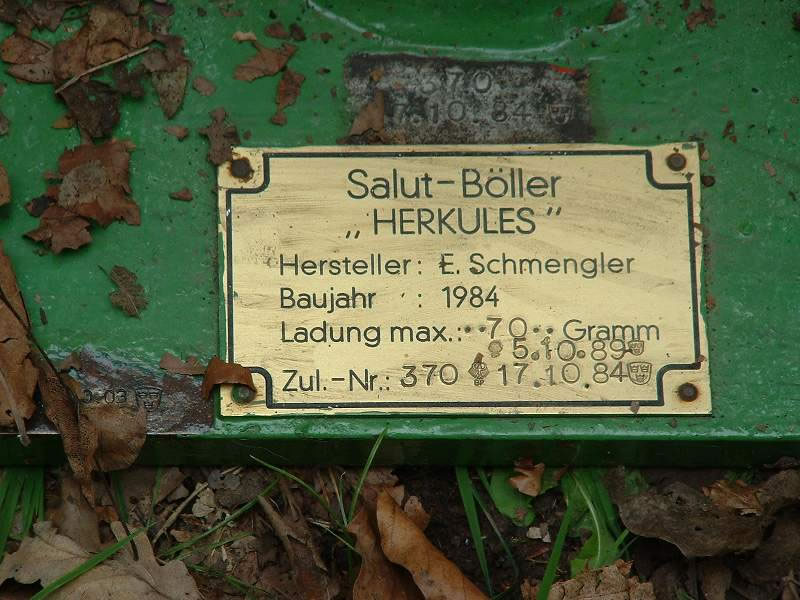 370
17.10.84
Salut-Böller
„HERKULES"
Hersteller: E. Schmengler
Baujahr : 1984
Ladung max.: 70 Gramm
5.10.89
Zul.-Nr.: 370 17.10.84